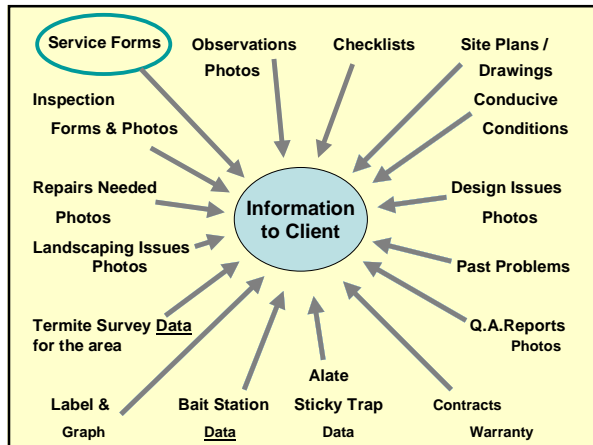 Service Forms
Observations
Photos
Checklists
Site Plans /
Drawings
Inspection
Forms & Photos
Conducive
Conditions
Repairs Needed
Photos
Information
to Client
Design Issues
Photos
Landscaping Issues
Photos
Past Problems
Termite Survey Data
for the area
Q.A.Reports
Photos
Label &
Graph
Bait Station
Data
Alate
Sticky Trap
Data
Contracts
Warranty